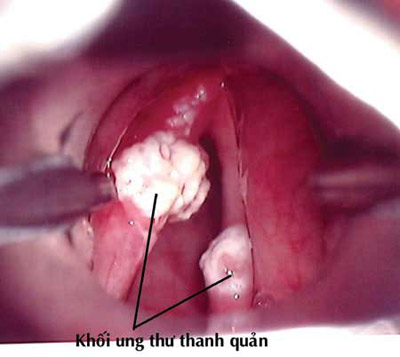 Khối ung thư thanh quản